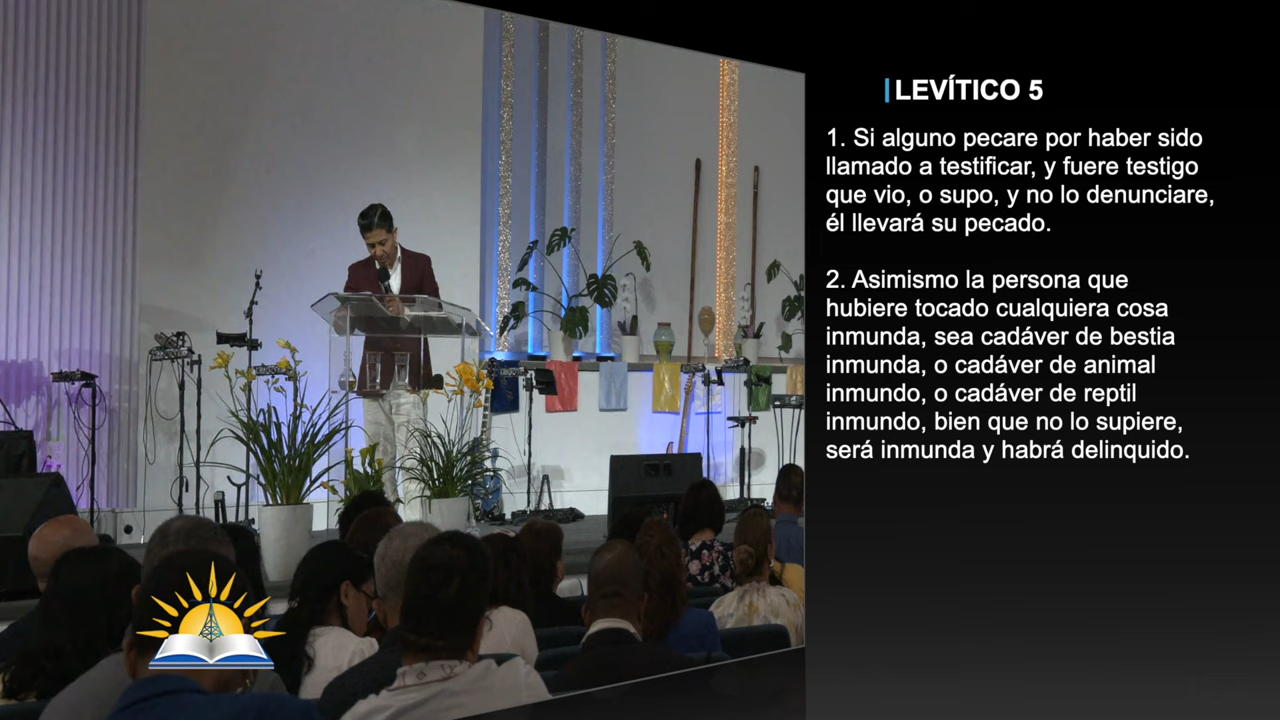 LEVÍTICO 5
1. Si alguno pecare por haber sido
llamado a testificar, y fuere testigo
que vio, o supo, y no lo denunciare,
él llevará su pecado.
2. Asimismo la persona que
hubiere tocado cualquiera cosa
inmunda, sea cadáver de bestia
inmunda, o cadáver de animal
inmundo, o cadáver de reptil
inmundo, bien que no lo supiere,
será inmunda y habrá delinquido.